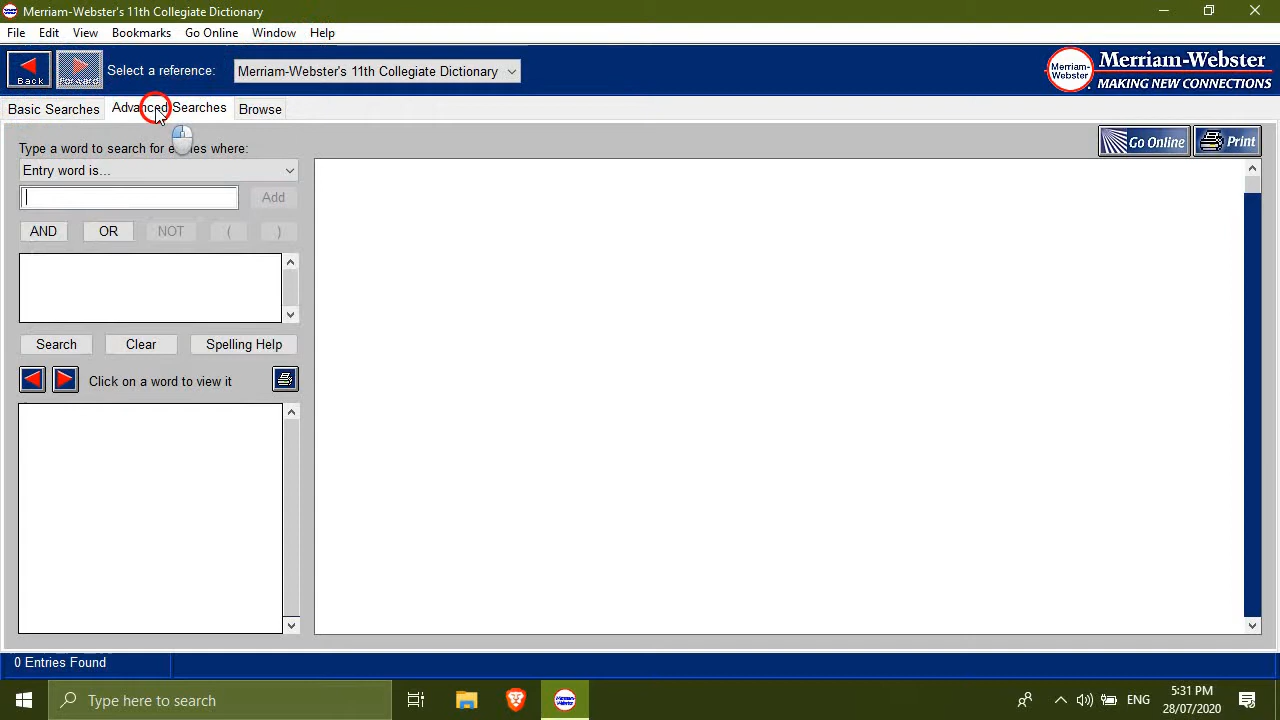 Merriam-Webster's 11th Collegiate Dictionary
File Edit View Bookmarks Go Online Window Help
Back
Select a reference:
Merriam-Webster's 11th Collegiate Dictionary
Merriam-Webster
Merriam-Webster
MAKING NEW CONNECTIONS
Basic Searches
Advanced Searches
Browse
Go Online
Print
Type a word to search for entries where:
Entry word is...
Add
AND
OR
NOT
(
)
Search
Clear
Spelling Help
Click on a word to view it
0 Entries Found
Type here to search
Merriam-Webster
ENG
5:31 PM
28/07/2020